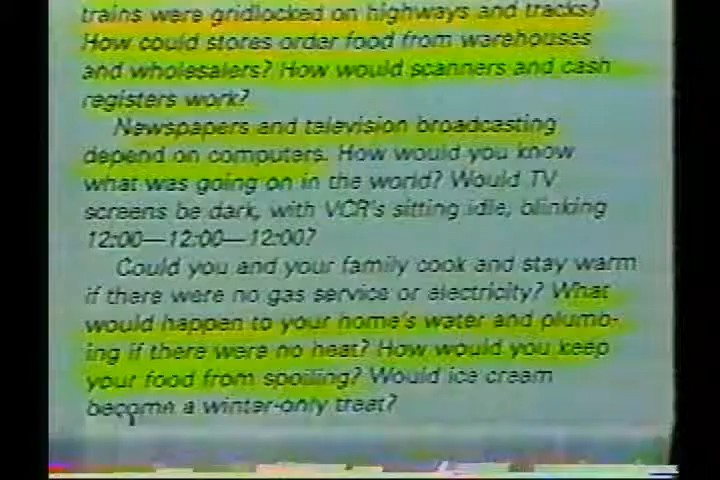 trains were gridlocked on highways and tracks?
How could stores order food from warehouses
and wholesalers? How would scanners and cash
registers work?
Newspapers and television broadcasting
depend on computers. How would you know
what was going on in the world? Would TV
screens be dark, with VCR's sitting idle, blinking
12:00—12:00—12:00?
Could you and your family cook and stay warm
if there were no gas service or electricity? What
would happen to your home's water and plumb-
ing if there were no heat? How would you keep
your food from spoiling? Would ice cream
become a winter-only treat?